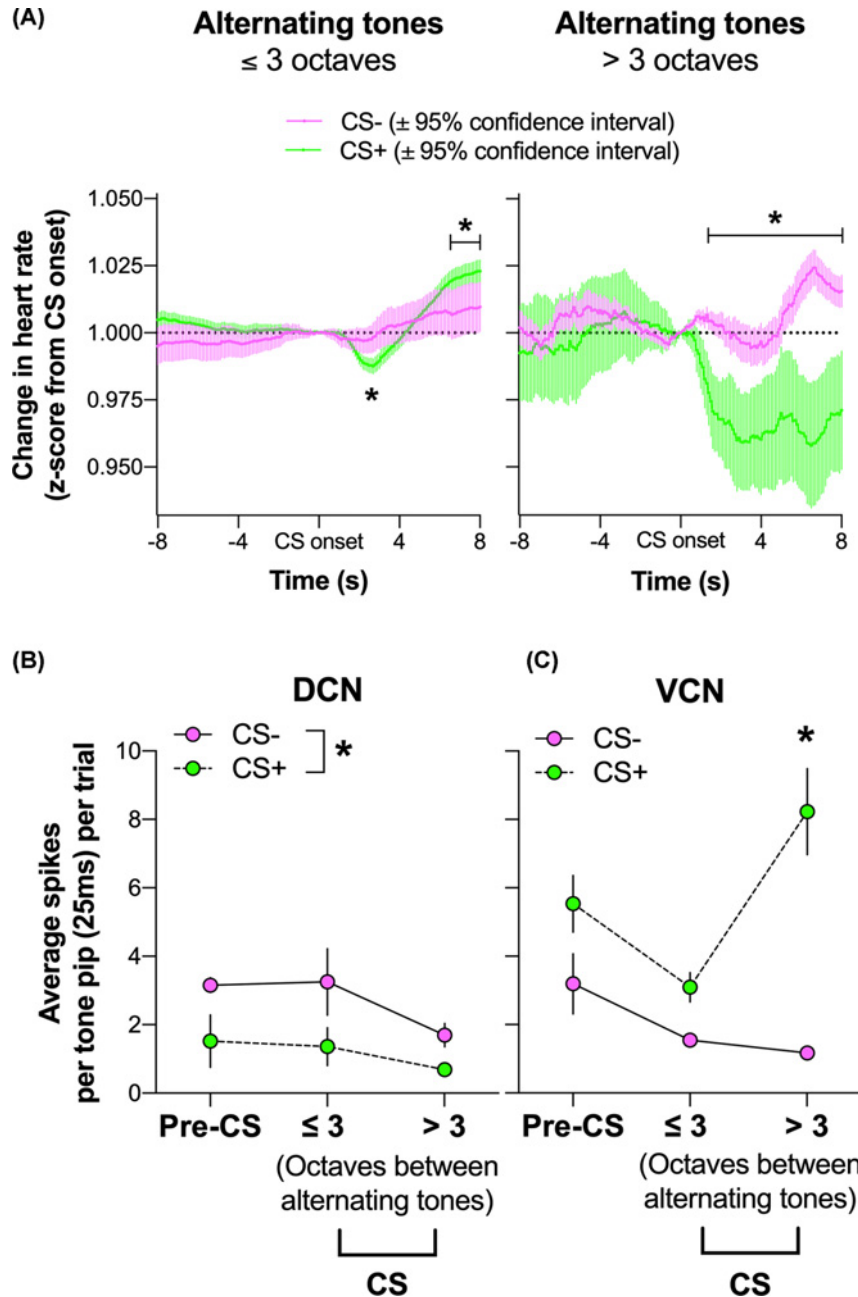 (A)
Alternating tones
≤ 3 octaves
Alternating tones
> 3 octaves
CS- (± 95% confidence interval)
CS+ (± 95% confidence interval)
Change in heart rate
(z-score from CS onset)
1.050
1.025
1.000
0.975
0.950
*
*
*
-8 -4 CS onset 4 8
Time (s)
-8 -4 CS onset 4 8
Time (s)
(B)
DCN
CS-
CS+
*
Average spikes
per tone pip (25ms) per trial
10
8
6
4
2
0
Pre-CS ≤ 3 > 3
(Octaves between
alternating tones)
CS
(C)
VCN
CS-
CS+
*
Pre-CS ≤ 3 > 3
(Octaves between
alternating tones)
CS